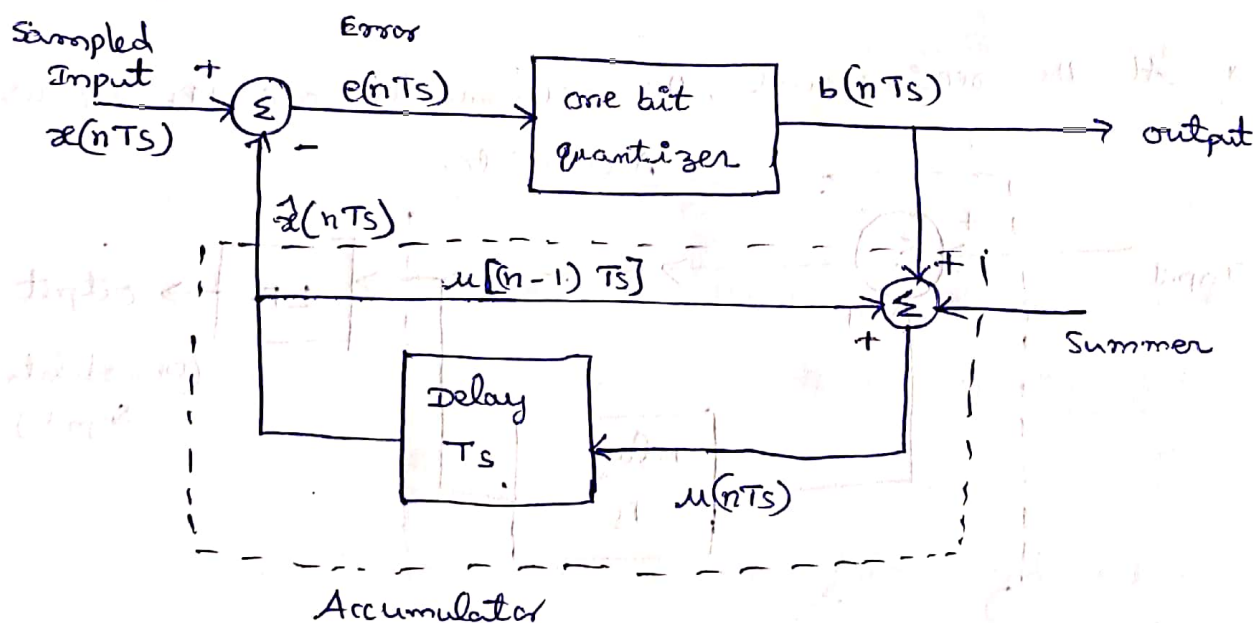 Sampled
Input
x(nTs)
+
Σ
-
Error
e(nTs)
one bit
quantizer
b(nTs)
output
x̂(nTs)
u[(n-1) Ts]
+
Σ
+
Summer
Delay
Ts
u(nTs)
Accumulator